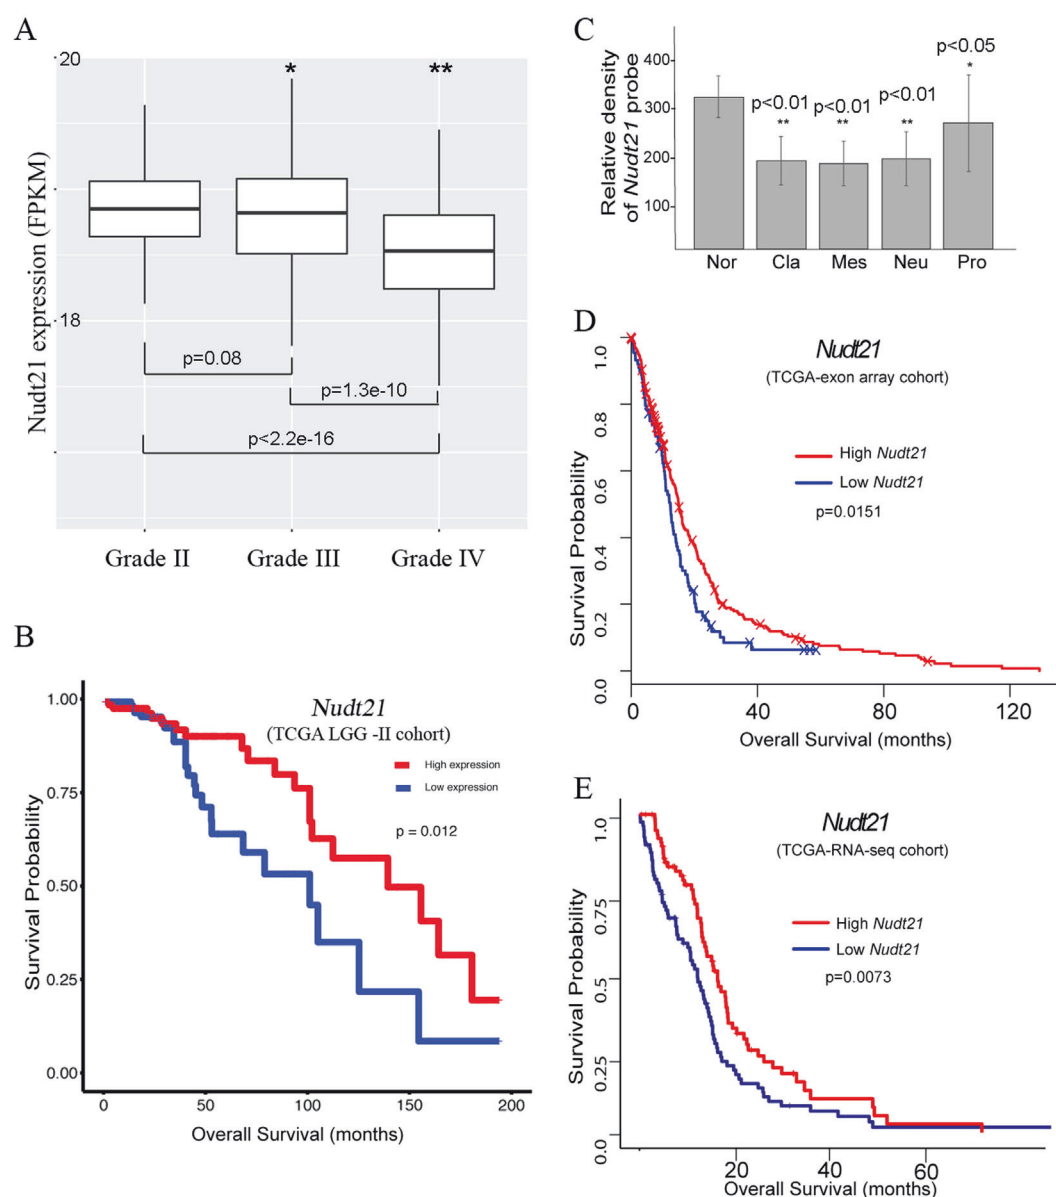 A
Nudt21 expression (FPKM)
20
18
*
**
p=0.08
p=1.3e-10
p<2.2e-16
Grade II
Grade III
Grade IV
B
Survival Probability
1.00
0.75
0.50
0.25
0.00
Nudt21
(TCGA LGG -II cohort)
High expression
Low expression
p = 0.012
0
50
100
150
200
Overall Survival (months)
C
Relative density
of Nudt21 probe
400
300
200
100
p<0.01
**
p<0.01
**
p<0.01
**
p<0.05
*
Nor
Cla
Mes
Neu
Pro
D
Survival Probability
1.0
0.8
0.6
0.4
0.2
0.0
Nudt21
(TCGA-exon array cohort)
High Nudt21
Low Nudt21
p=0.0151
0
40
80
120
Overall Survival (months)
E
Survival Probability
1.0
0.75
0.5
0.25
0.0
Nudt21
(TCGA-RNA-seq cohort)
High Nudt21
Low Nudt21
p=0.0073
20
40
60
Overall Survival (months)